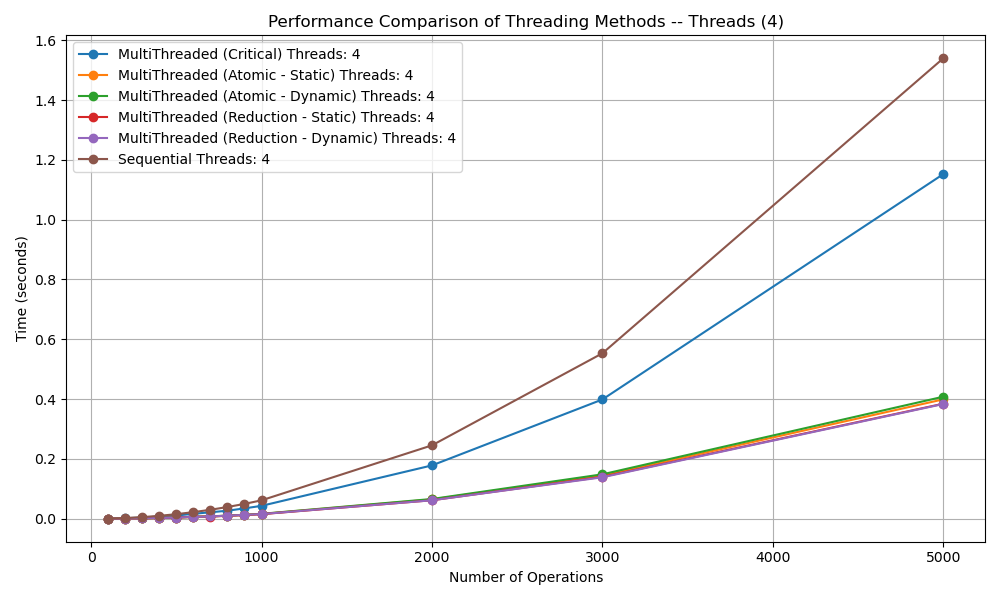 Performance Comparison of Threading Methods -- Threads (4)
MultiThreaded (Critical) Threads: 4
MultiThreaded (Atomic - Static) Threads: 4
MultiThreaded (Atomic - Dynamic) Threads: 4
MultiThreaded (Reduction - Static) Threads: 4
MultiThreaded (Reduction - Dynamic) Threads: 4
Sequential Threads: 4
Time (seconds)
1.6
1.4
1.2
1.0
0.8
0.6
0.4
0.2
0.0
0 1000 2000 3000 4000 5000
Number of Operations